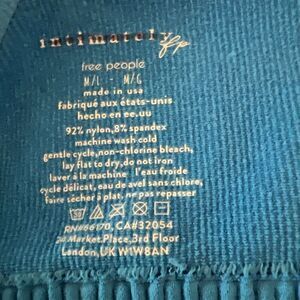 intimately fp
free people
M/L - M/G
made in usa
fabriqué aux états-unis
hecho en ee.uu
92% nylon,8% spandex
machine wash cold
gentle cycle,non-chlorine bleach,
lay flat to dry,do not iron
laver à la machine l'eau froide
cycle délicat, eau de javel sans chlore,
faire sécher à plat, ne pas repasser
RN#66170, CA#32054
Market Place,3rd Floor
London,UK W1W8AN